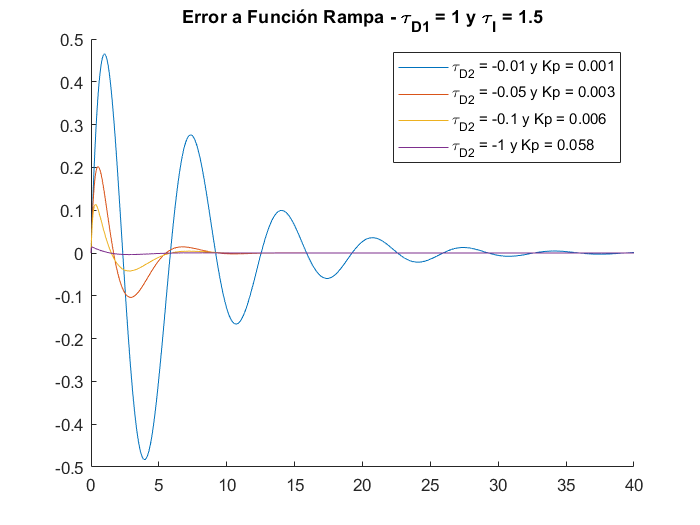 Error a Función Rampa - τD1 = 1 y τI = 1.5
τD2 = -0.01 y Kp = 0.001
τD2 = -0.05 y Kp = 0.003
τD2 = -0.1 y Kp = 0.006
τD2 = -1 y Kp = 0.058
0.5
0.4
0.3
0.2
0.1
0
-0.1
-0.2
-0.3
-0.4
-0.5
0 5 10 15 20 25 30 35 40